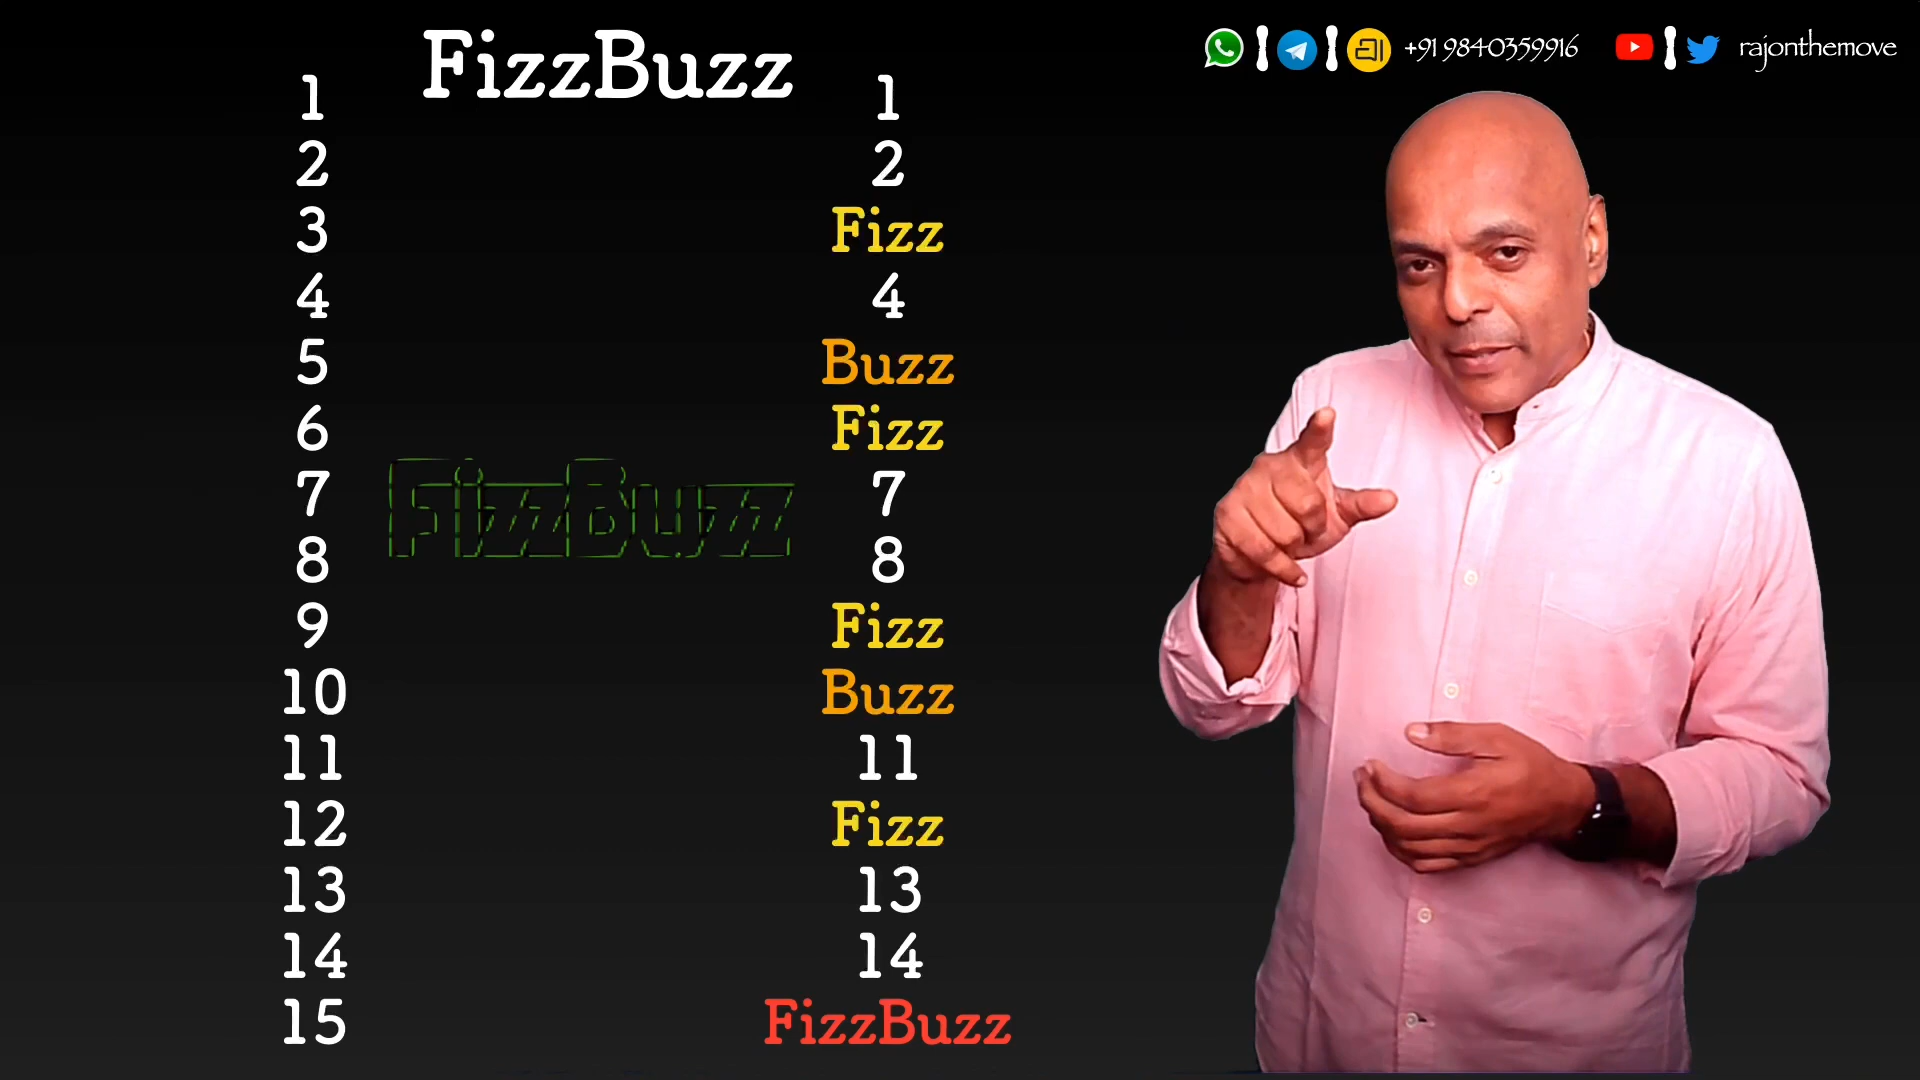 FizzBuzz
+91 9840359916 rajonthemove
1 1
2 2
3 Fizz
4 4
5 Buzz
6 Fizz
7 FizzBuzz 7
8 8
9 Fizz
10 Buzz
11 11
12 Fizz
13 13
14 14
15 FizzBuzz